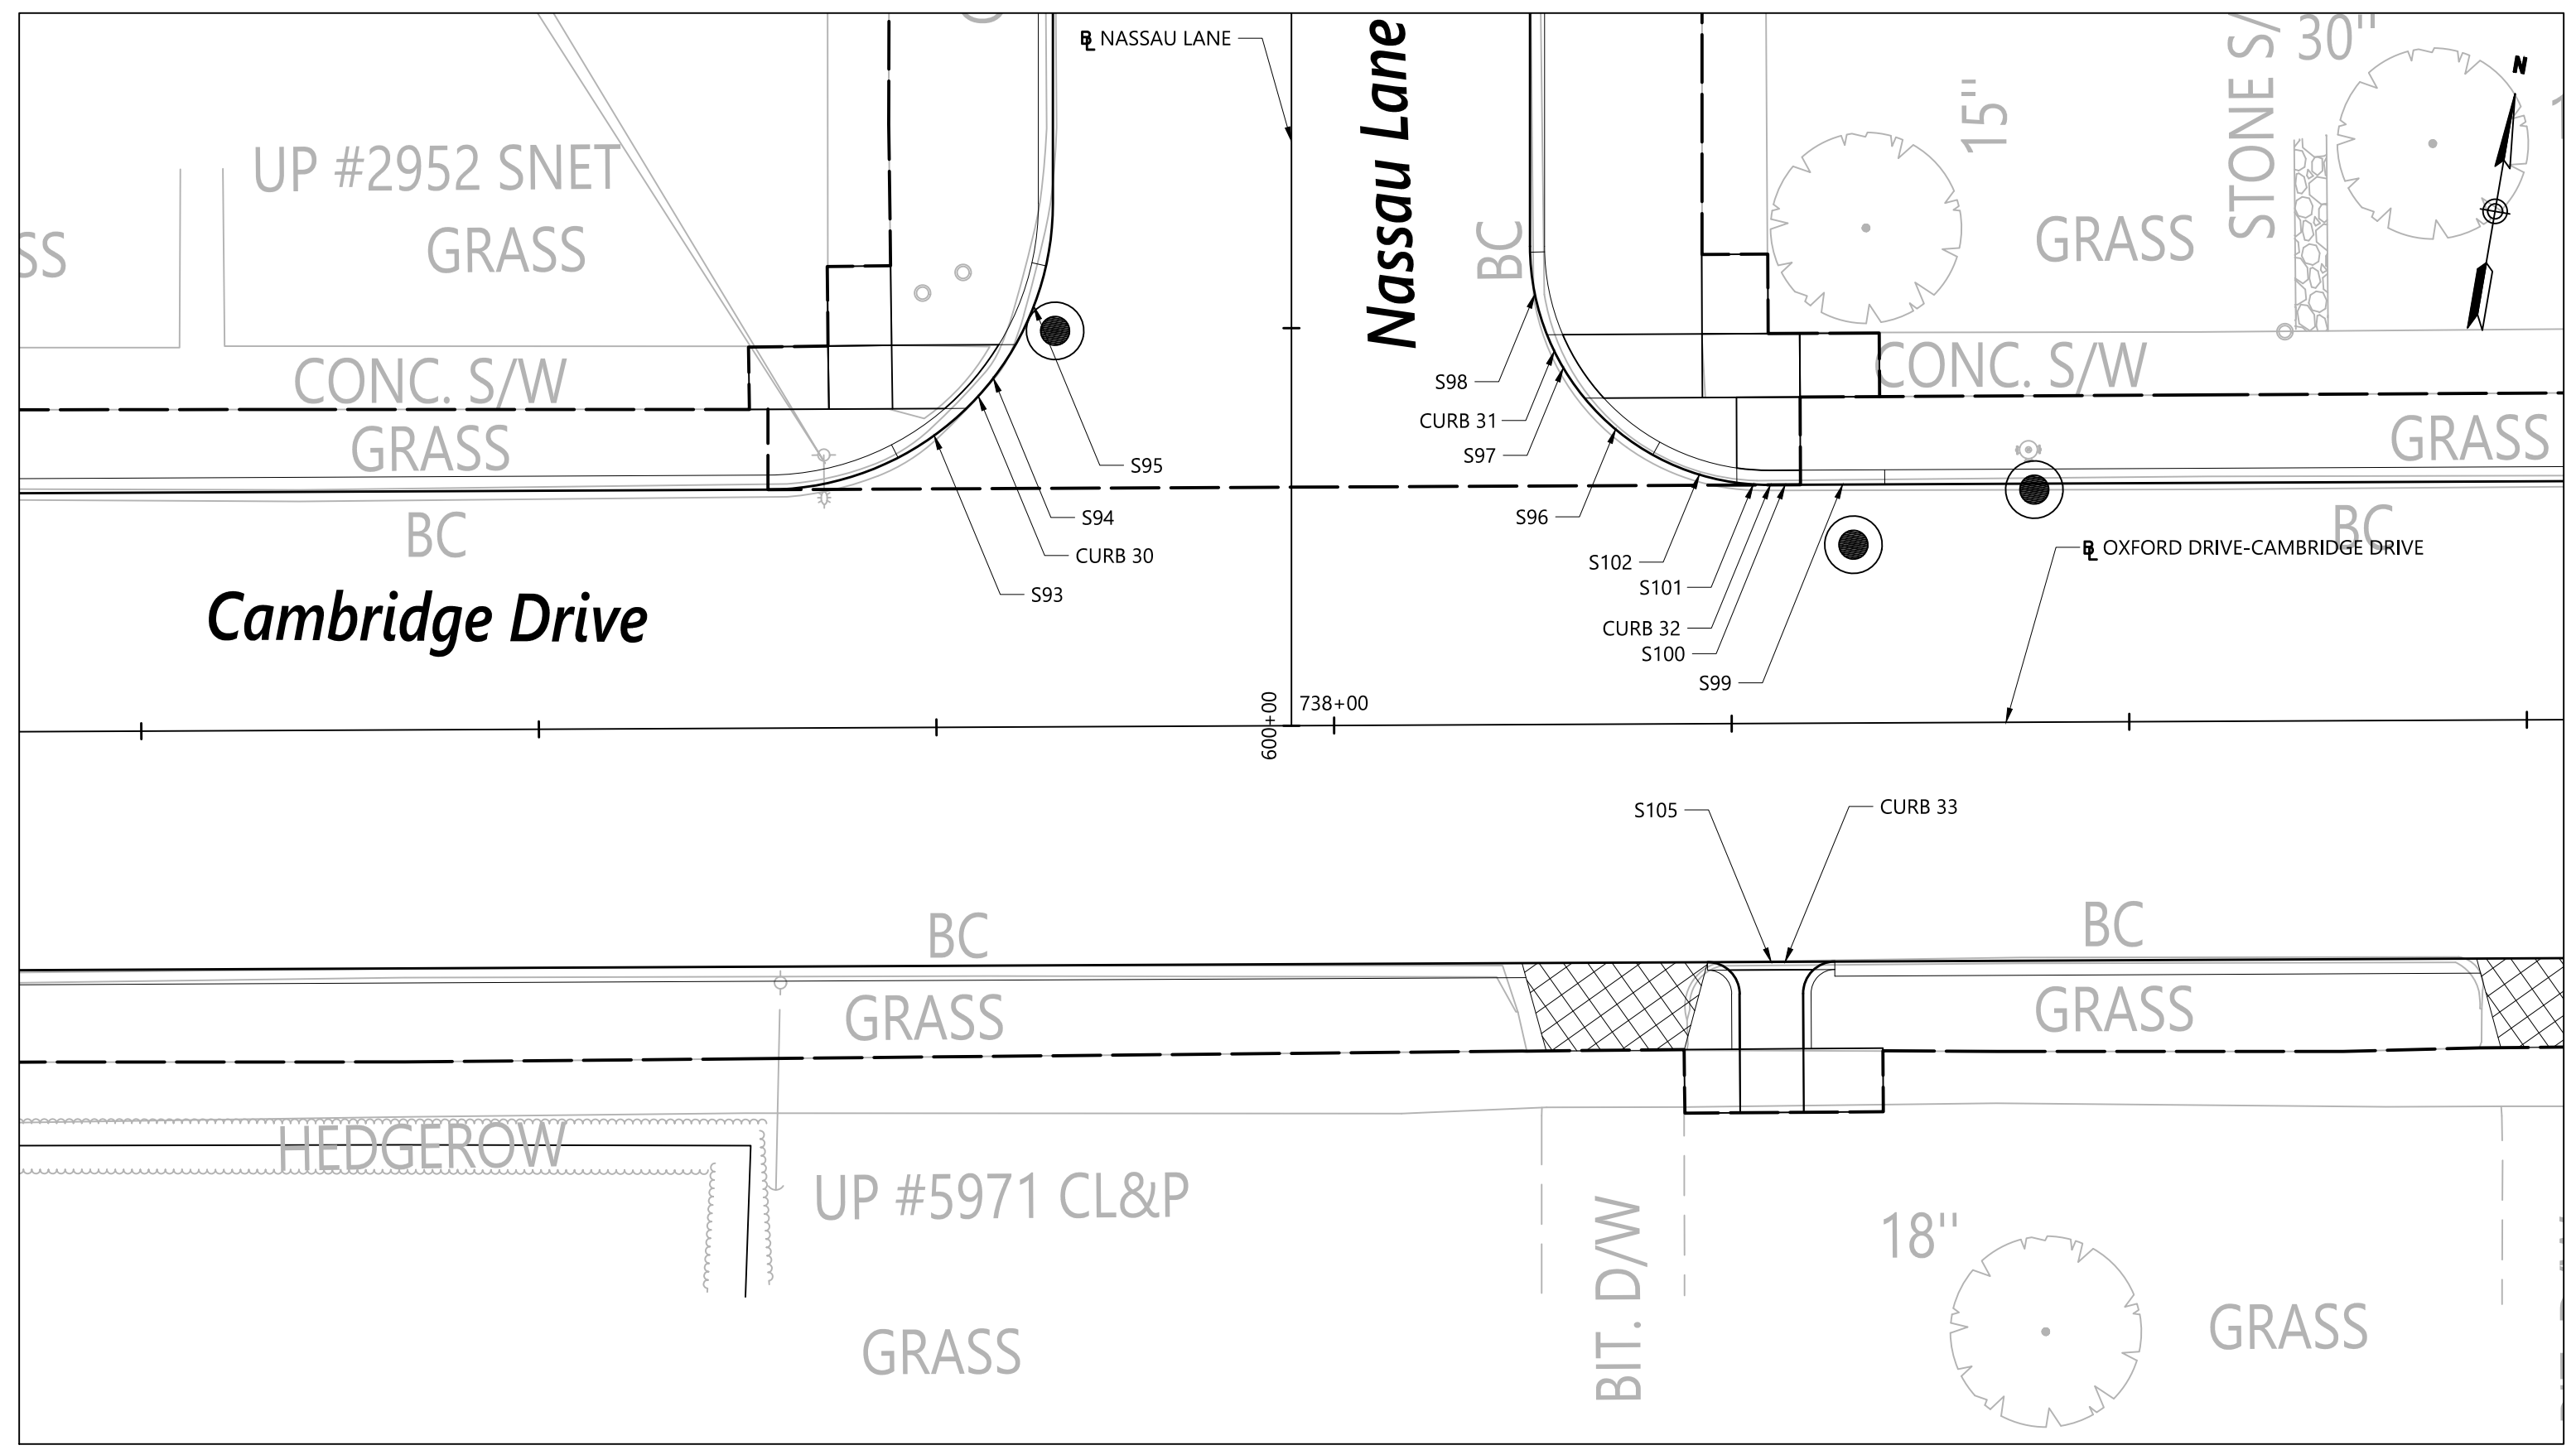 BL NASSAU LANE
Nassau Lane
30"
15"
STONE S/
N
UP #2952 SNET
GRASS
SS
BC
GRASS
CONC. S/W
GRASS
CONC. S/W
GRASS
S98
CURB 31
S97
S95
S94
CURB 30
S93
S96
S102
S101
CURB 32
S100
S99
BC
BC
BL OXFORD DRIVE-CAMBRIDGE DRIVE
Cambridge Drive
600+00
738+00
S105
CURB 33
BC
BC
GRASS
GRASS
HEDGEROW
UP #5971 CL&P
BIT. D/W
18"
GRASS
GRASS